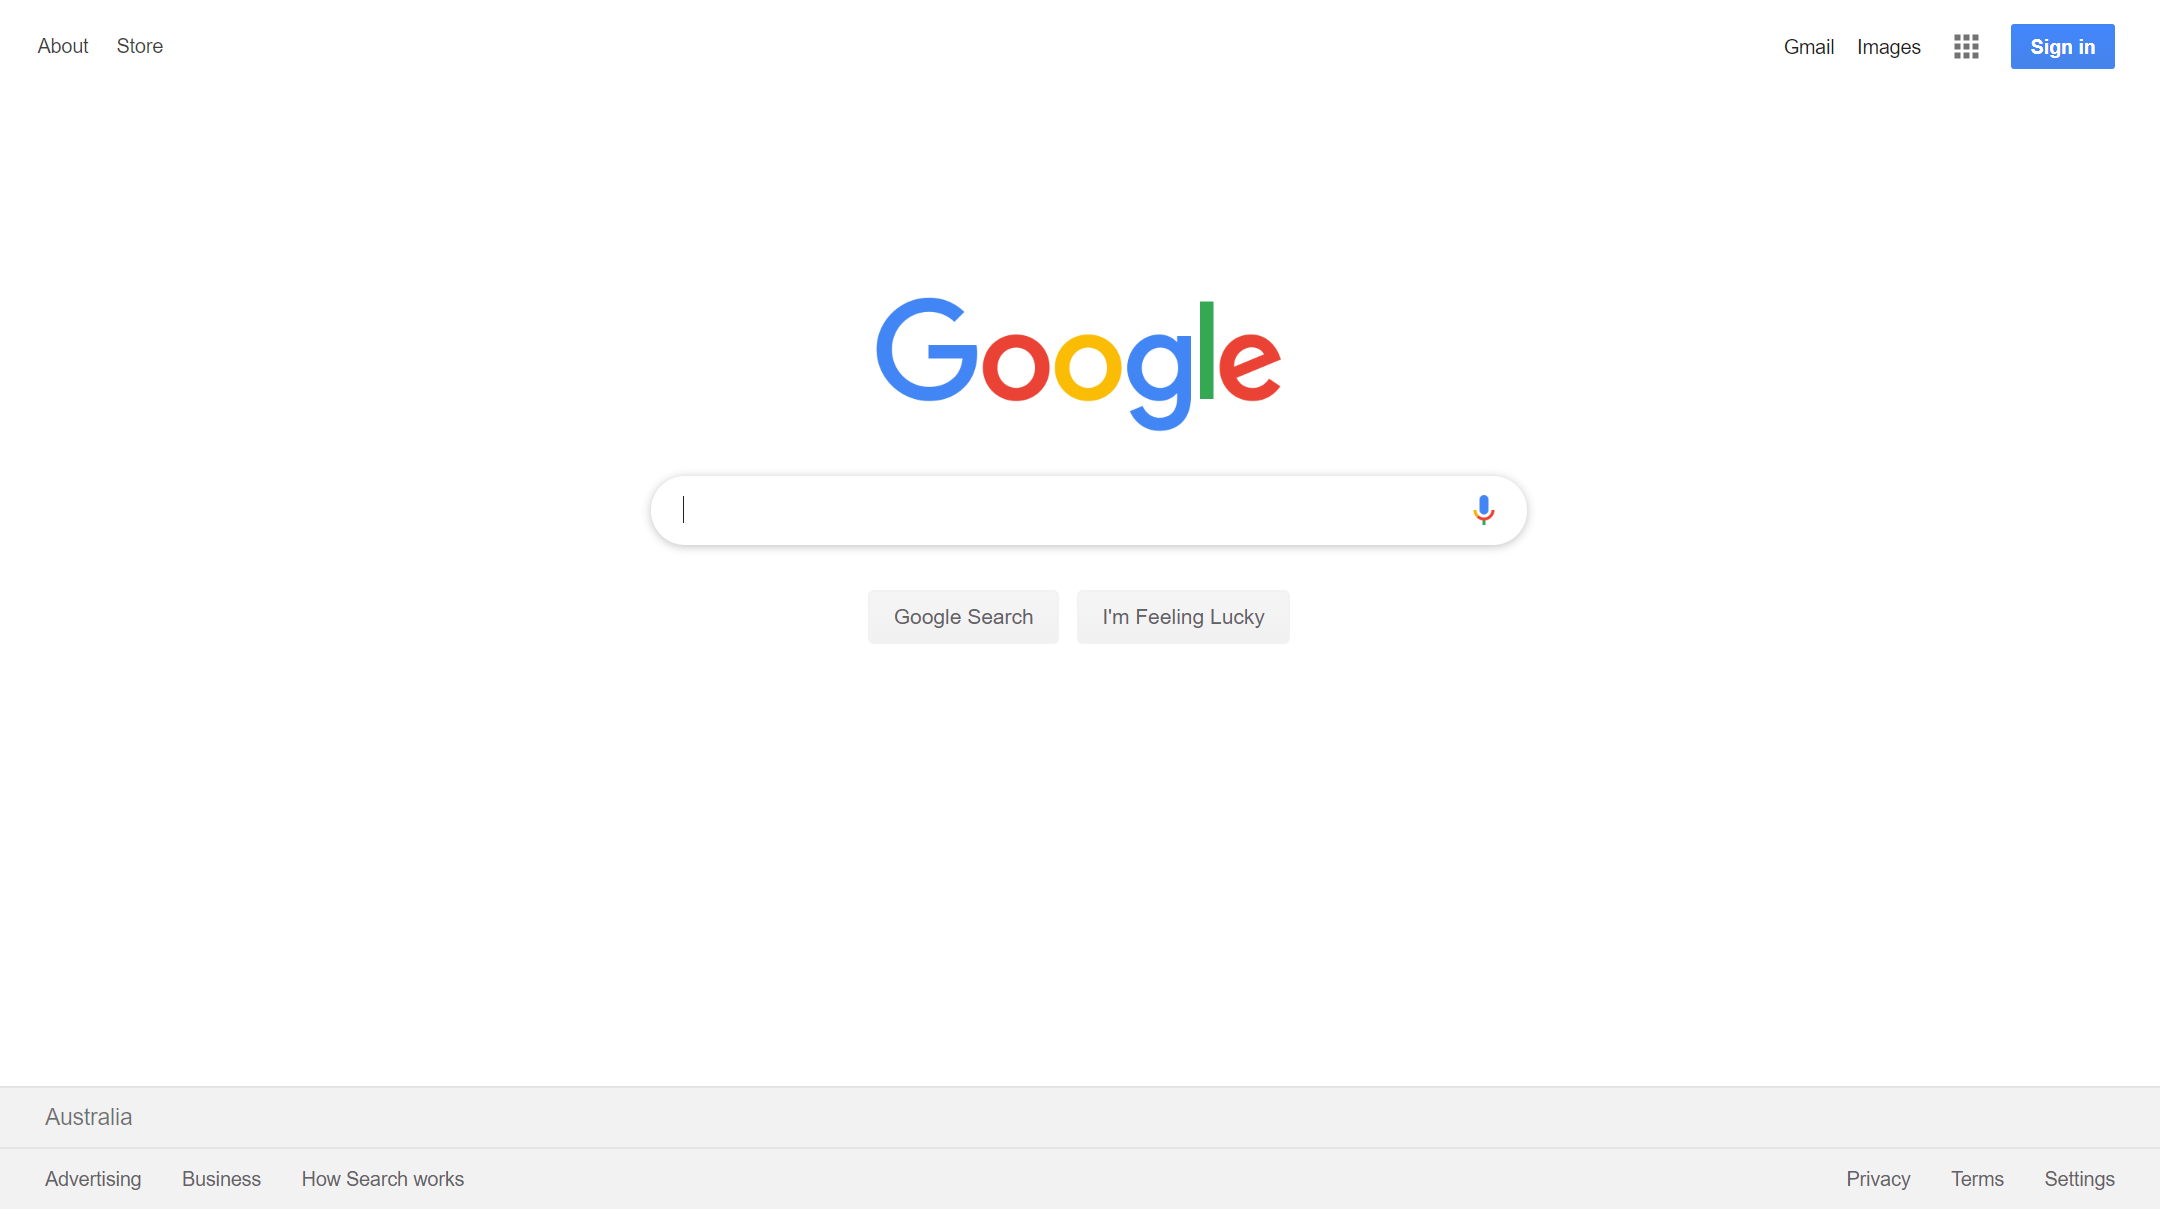 About Store Gmail Images Sign in
Google
Google Search I'm Feeling Lucky
Australia
Advertising Business How Search works Privacy Terms Settings